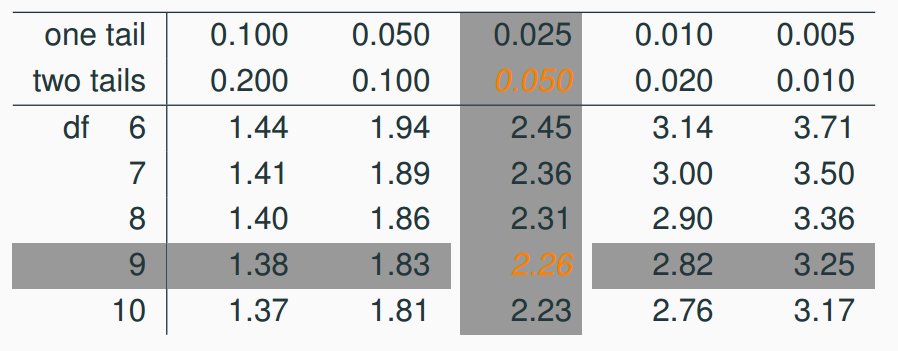 one tail 0.100 0.050 0.025 0.010 0.005
two tails 0.200 0.100 0.050 0.020 0.010
df 6 1.44 1.94 2.45 3.14 3.71
7 1.41 1.89 2.36 3.00 3.50
8 1.40 1.86 2.31 2.90 3.36
9 1.38 1.83 2.26 2.82 3.25
10 1.37 1.81 2.23 2.76 3.17